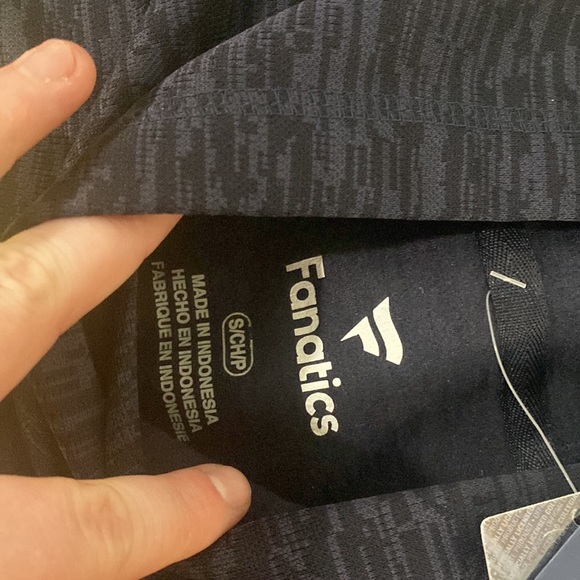 Fanatics
S/CH/P
MADE IN INDONESIA
HECHO EN INDONESIA
FABRIQUE EN INDONESIE